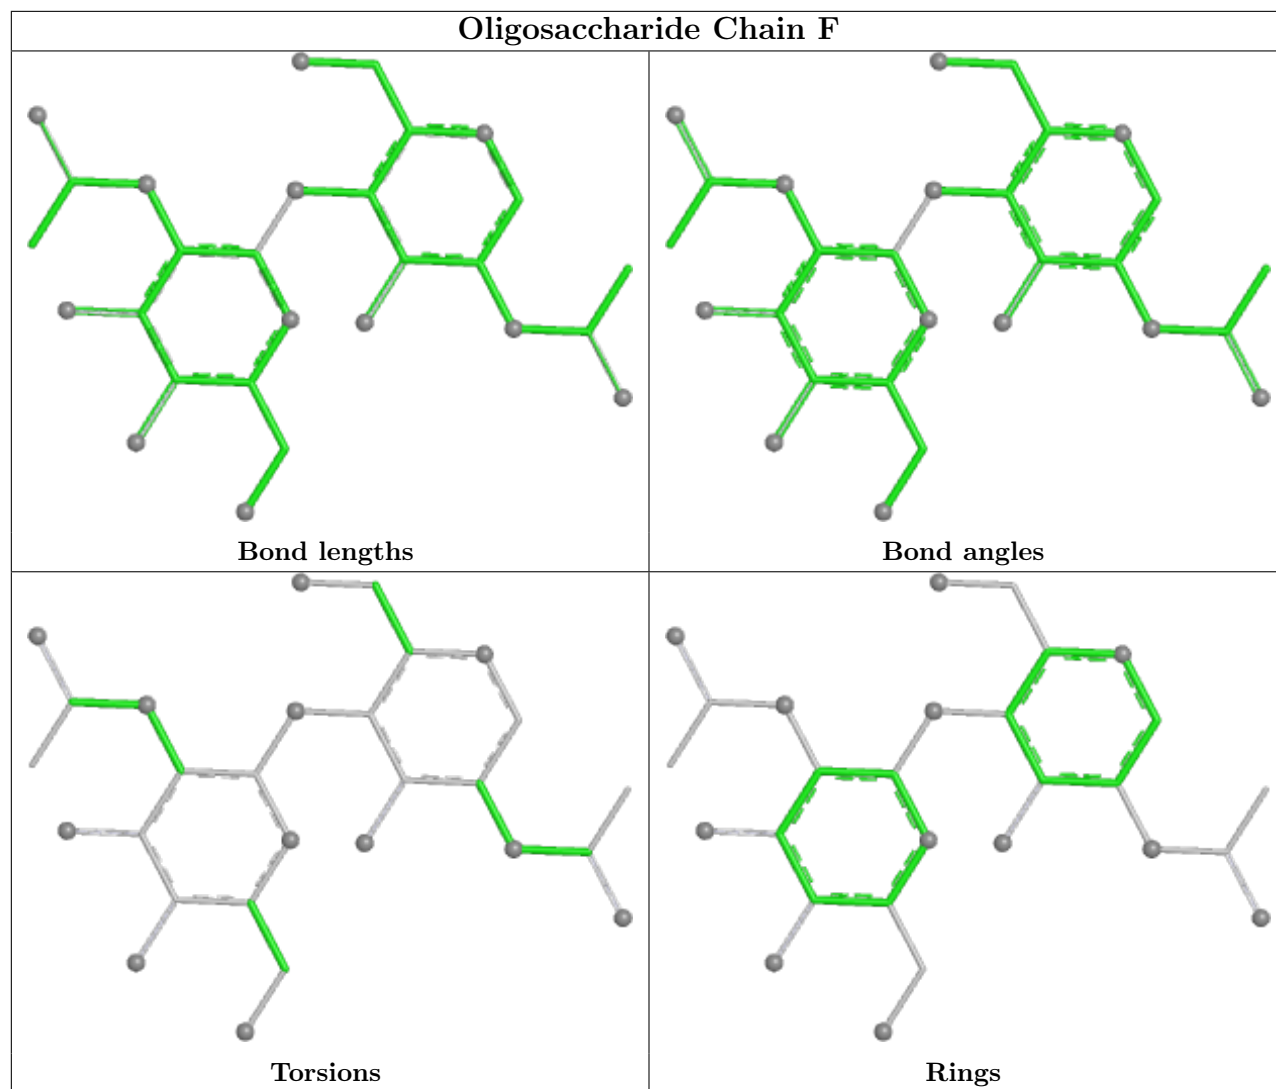 Oligosaccharide Chain F
Bond lengths
Bond angles
Torsions
Rings